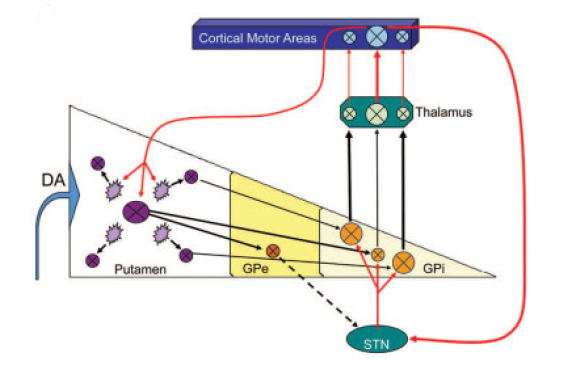 Cortical Motor Areas
Thalamus
DA
Putamen
GPe
GPi
STN